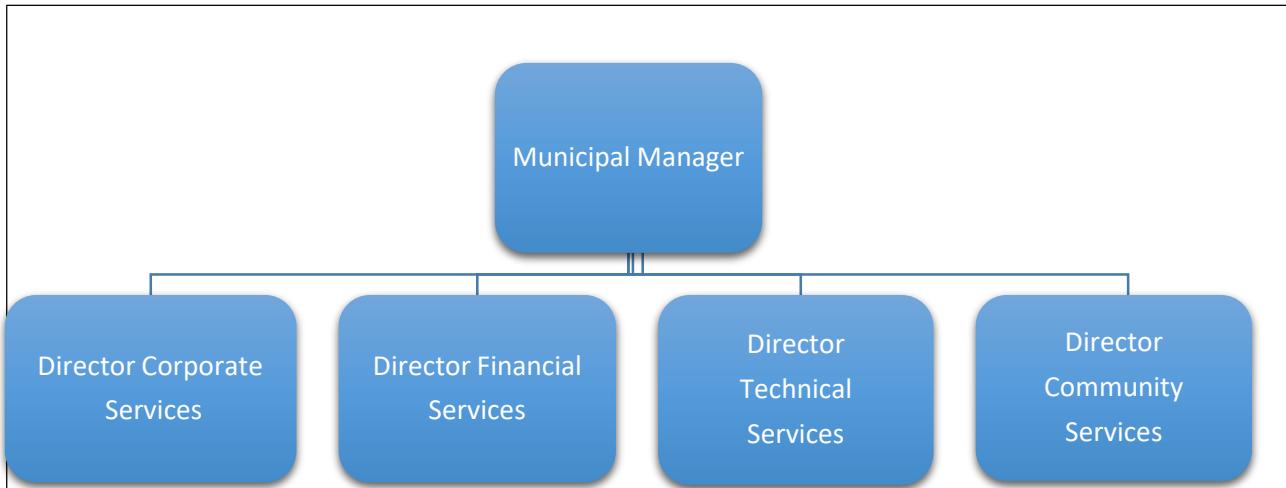 Municipal Manager
Director Corporate
Services
Director Financial
Services
Director
Technical
Services
Director
Community
Services